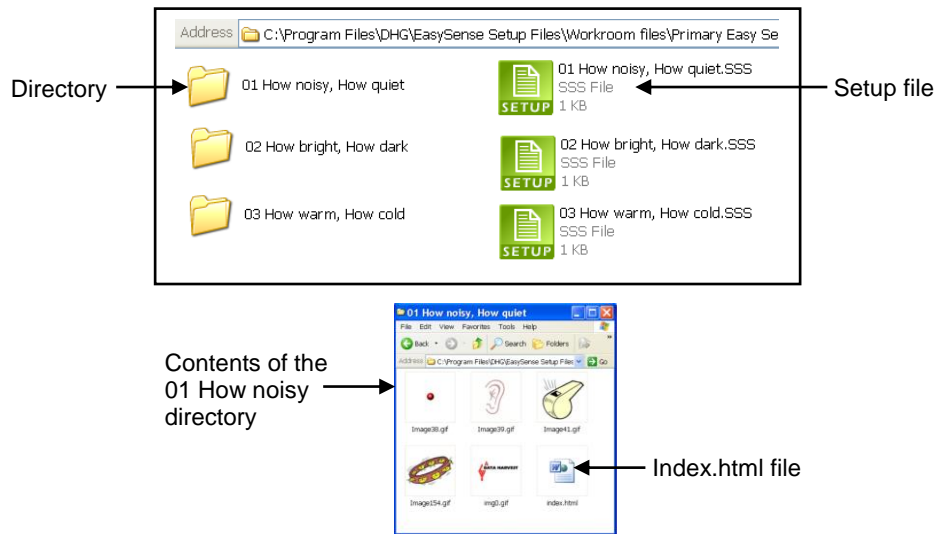 Address C:\Program Files\DHG\EasySense Setup Files\Workroom files\Primary Easy Se
Directory
01 How noisy, How quiet
01 How noisy, How quiet.SSS
SSS File
1 KB
SETUP
Setup file
02 How bright, How dark
02 How bright, How dark.SSS
SSS File
1 KB
SETUP
03 How warm, How cold
03 How warm, How cold.SSS
SSS File
1 KB
SETUP
01 How noisy, How quiet
File Edit View Favorites Tools Help
Back Search Folders
Address C:\Program Files\DHG\EasySense Setup Files Go
Contents of the
01 How noisy
directory
Image38.gif Image39.gif Image41.gif
DATA HARVEST
Index.html file
Image154.gif img0.gif index.html